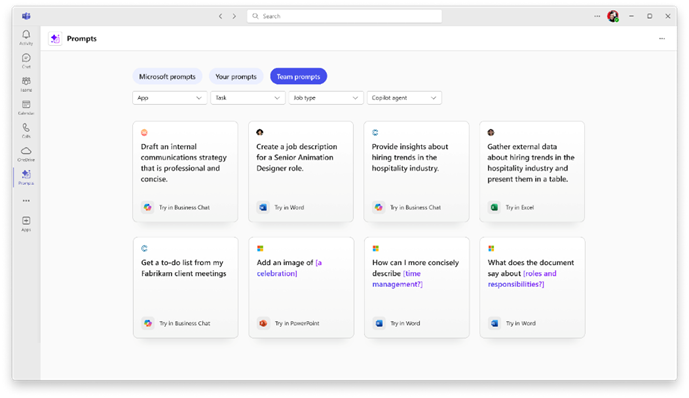 Search
Activity
Chat
Teams
Calendar
Calls
OneDrive
Prompts
Apps
Prompts
Microsoft prompts
Your prompts
Team prompts
App
Task
Job type
Copilot agent
Draft an internal
communications strategy
that is professional and
concise.
Try in Business Chat
Create a job description
for a Senior Animation
Designer role.
Try in Word
Provide insights about
hiring trends in the
hospitality industry.
Try in Business Chat
Gather external data
about hiring trends in the
hospitality industry and
present them in a table.
Try in Excel
Get a to-do list from my
Fabrikam client meetings
Try in Business Chat
Add an image of [a
celebration]
Try in PowerPoint
How can I more concisely
describe [time
management?]
Try in Word
What does the document
say about [roles and
responsibilities?]
Try in Word